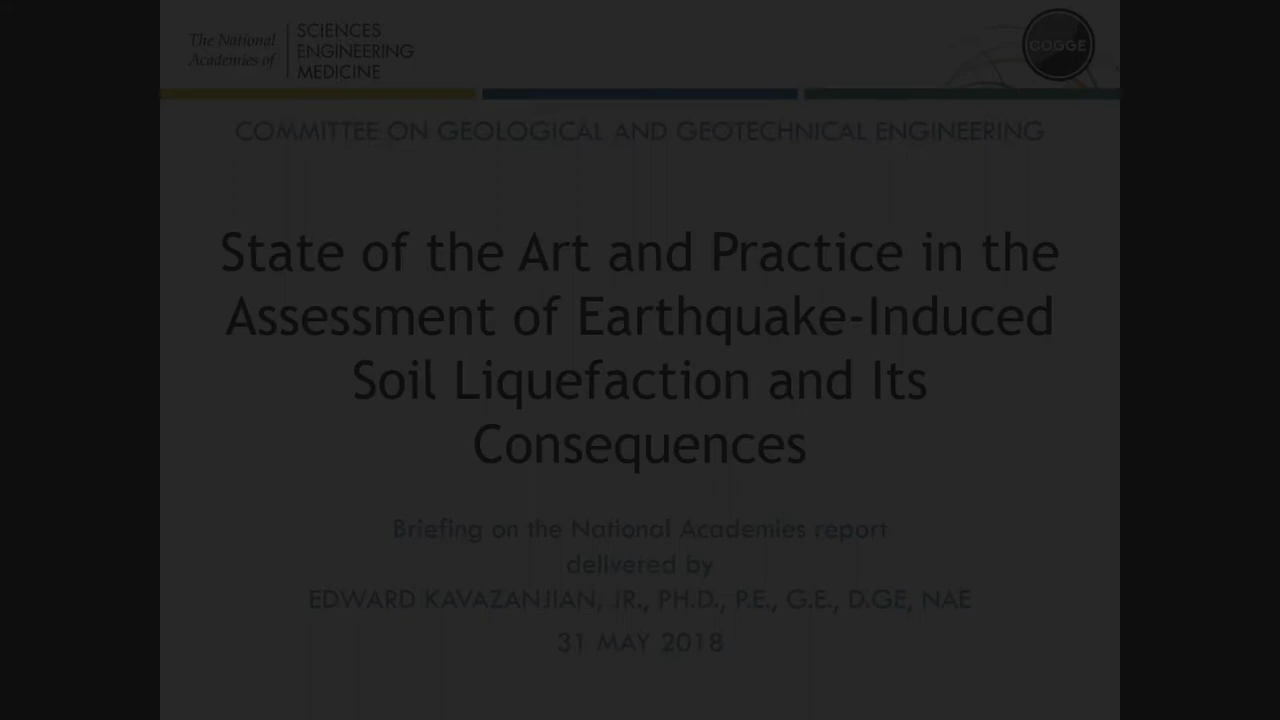 The National
Academies of
SCIENCES
ENGINEERING
MEDICINE
COGGE
COMMITTEE ON GEOLOGICAL AND GEOTECHNICAL ENGINEERING
State of the Art and Practice in the
Assessment of Earthquake-Induced
Soil Liquefaction and Its
Consequences
Briefing on the National Academies report
delivered by
EDWARD KAVAZANJIAN, JR., PH.D., P.E., G.E., D.GE, NAE
31 MAY 2018